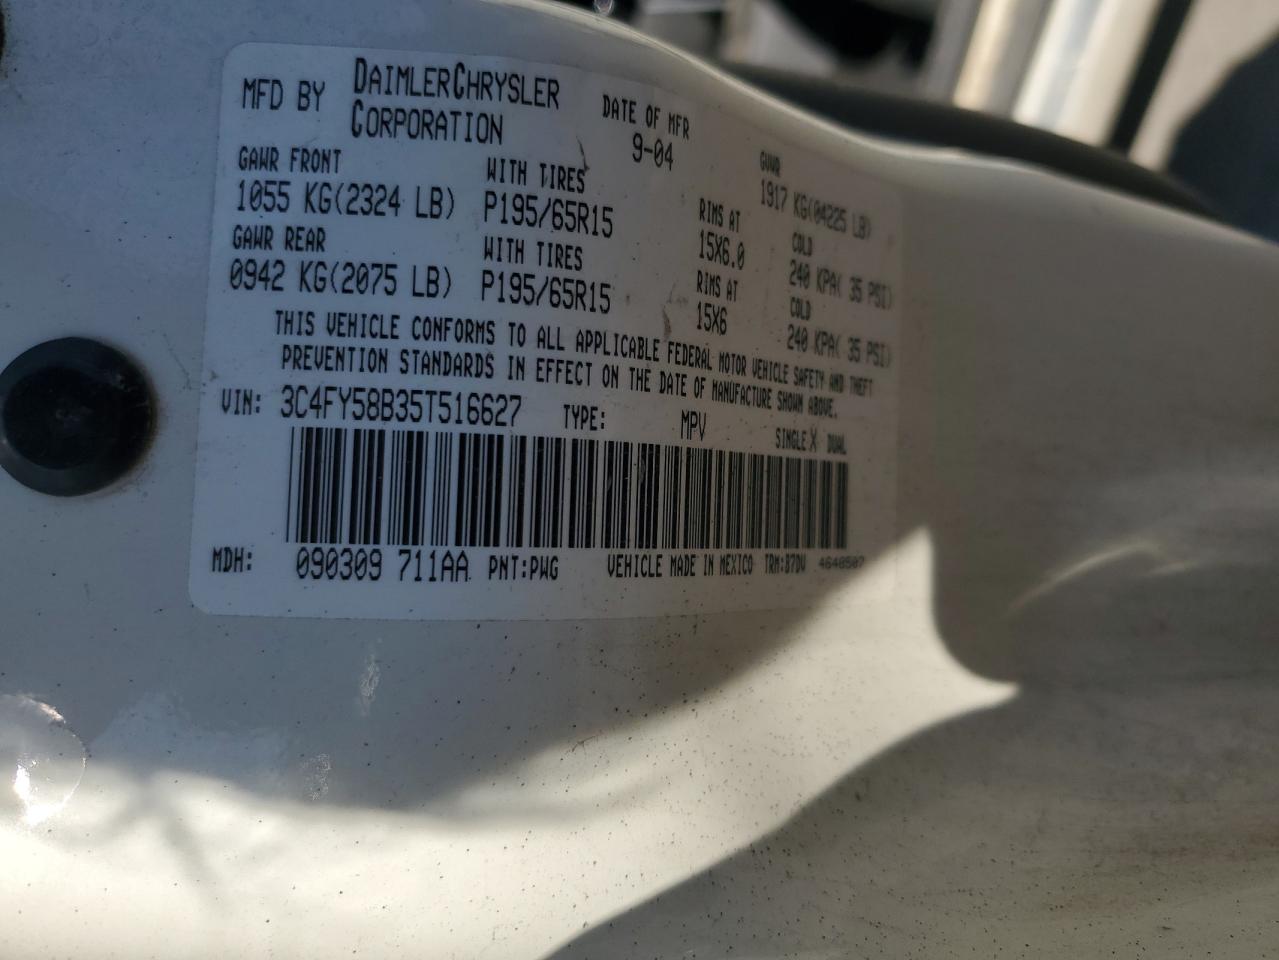 MFD BY DAIMLERCHRYSLER CORPORATION
DATE OF MFR 9-04
GVWR 1917 KG(04225 LB)
GAWR FRONT 1055 KG(2324 LB)
WITH TIRES P195/65R15
RIMS AT 15X6.0
COLD 240 KPA( 35 PSI)
GAWR REAR 0942 KG(2075 LB)
WITH TIRES P195/65R15
RIMS AT 15X6
COLD 240 KPA( 35 PSI)
THIS VEHICLE CONFORMS TO ALL APPLICABLE FEDERAL MOTOR VEHICLE SAFETY AND THEFT
PREVENTION STANDARDS IN EFFECT ON THE DATE OF MANUFACTURE SHOWN ABOVE.
VIN: 3C4FY58B35T516627 TYPE: MPV SINGLE X DUAL
MDH: 090309 711AA PNT:PWG VEHICLE MADE IN MEXICO TRM:B7DV 4648507